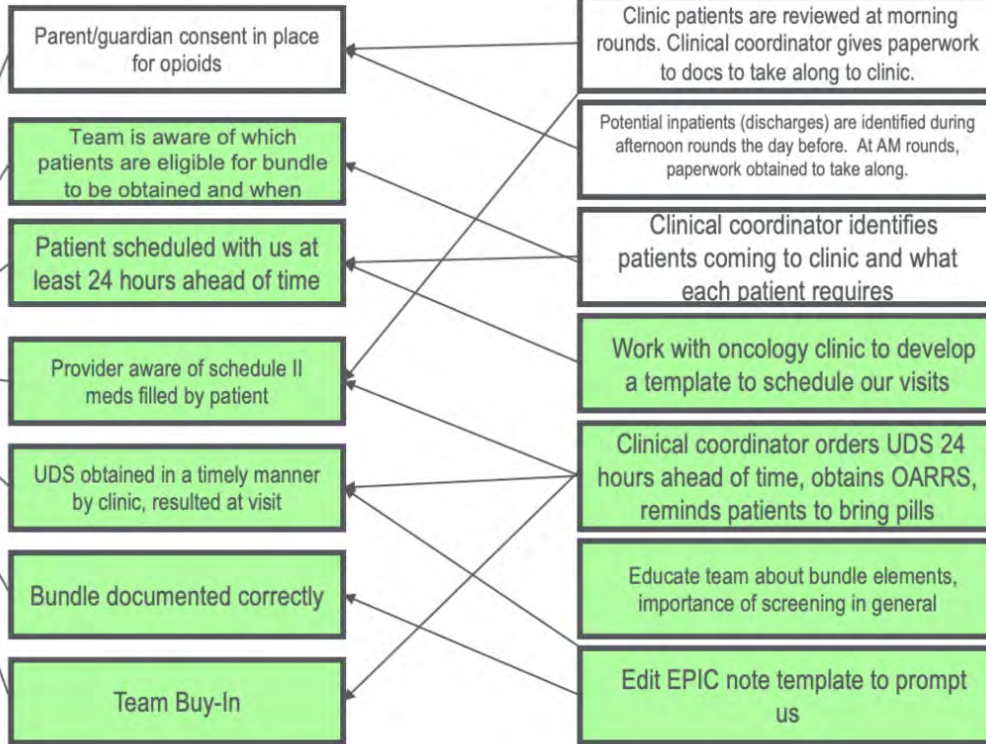 Parent/guardian consent in place
for opioids
Team is aware of which
patients are eligible for bundle
to be obtained and when
Patient scheduled with us at
least 24 hours ahead of time
Provider aware of schedule II
meds filled by patient
UDS obtained in a timely manner
by clinic, resulted at visit
Bundle documented correctly
Team Buy-In
Clinic patients are reviewed at morning
rounds. Clinical coordinator gives paperwork
to docs to take along to clinic.
Potential inpatients (discharges) are identified during
afternoon rounds the day before. At AM rounds,
paperwork obtained to take along.
Clinical coordinator identifies
patients coming to clinic and what
each patient requires
Work with oncology clinic to develop
a template to schedule our visits
Clinical coordinator orders UDS 24
hours ahead of time, obtains OARRS,
reminds patients to bring pills
Educate team about bundle elements,
importance of screening in general
Edit EPIC note template to prompt
us